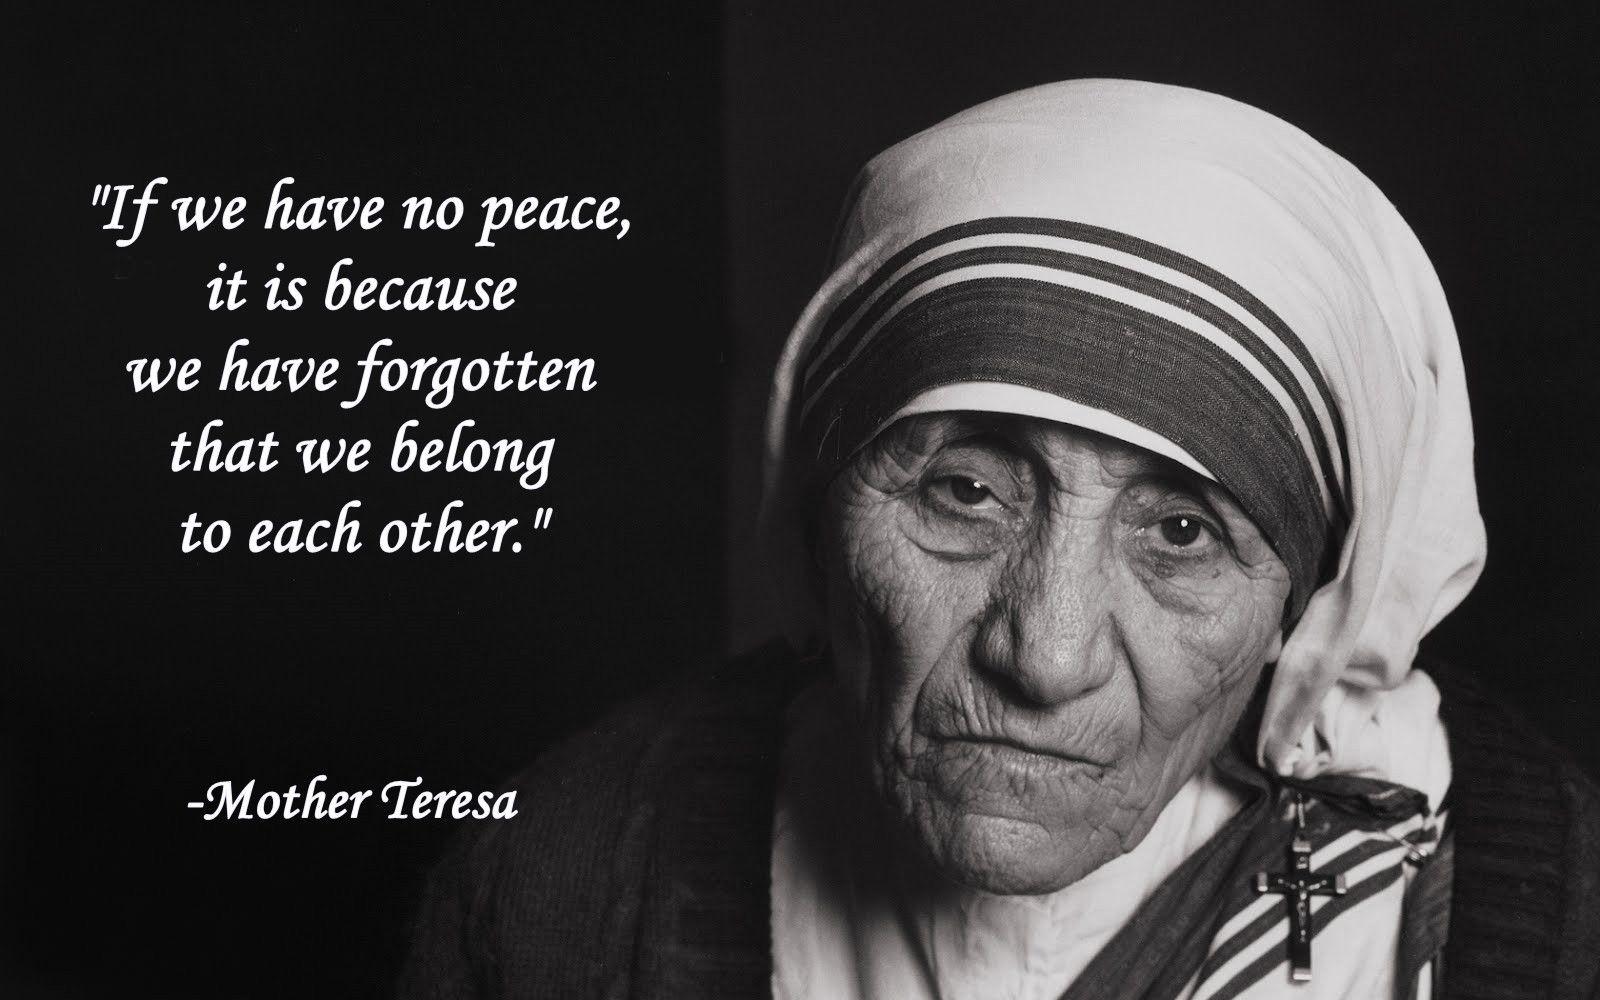 "If we have no peace,
it is because
we have forgotten
that we belong
to each other."
-Mother Teresa